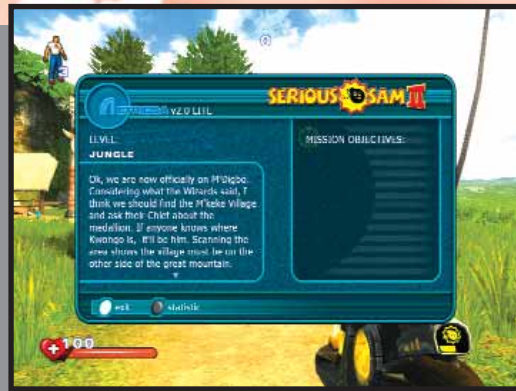 0
3
NETRICSA v2.0 LITE
SERIOUS SAM II
LEVEL:
JUNGLE
Ok, we are now officially on M'Digbo.
Considering what the Wizards said, I
think we should find the M'keke Village
and ask their Chief about the
medallion. If anyone knows where
Kwongo is, it'll be him. Scanning the
area shows the village must be on the
other side of the great mountain.
MISSION OBJECTIVES:
exit
statistic
100